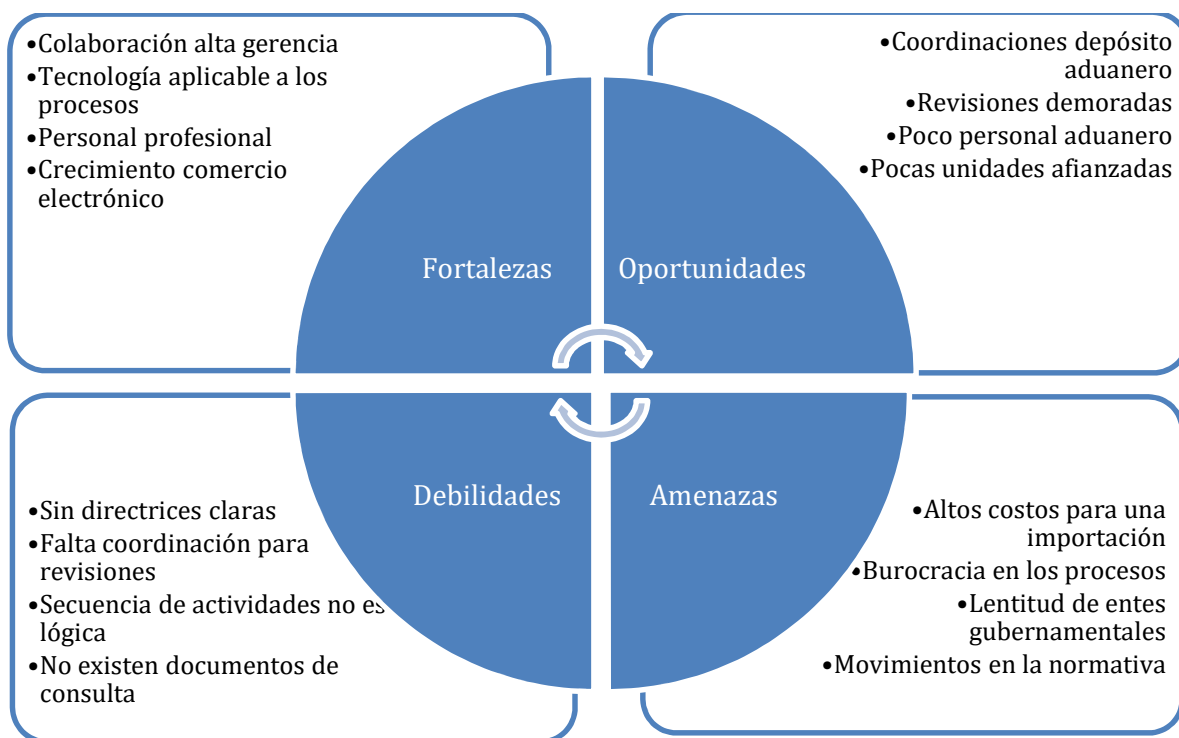 •Colaboración alta gerencia
•Tecnología aplicable a los
procesos
•Personal profesional
•Crecimiento comercio
electrónico
•Coordinaciones depósito
aduanero
•Revisiones demoradas
•Poco personal aduanero
•Pocas unidades afianzadas
Fortalezas
Oportunidades
Debilidades
Amenazas
•Sin directrices claras
•Falta coordinación para
revisiones
•Secuencia de actividades no es
lógica
•No existen documentos de
consulta
•Altos costos para una
importación
•Burocracia en los procesos
•Lentitud de entes
gubernamentales
•Movimientos en la normativa